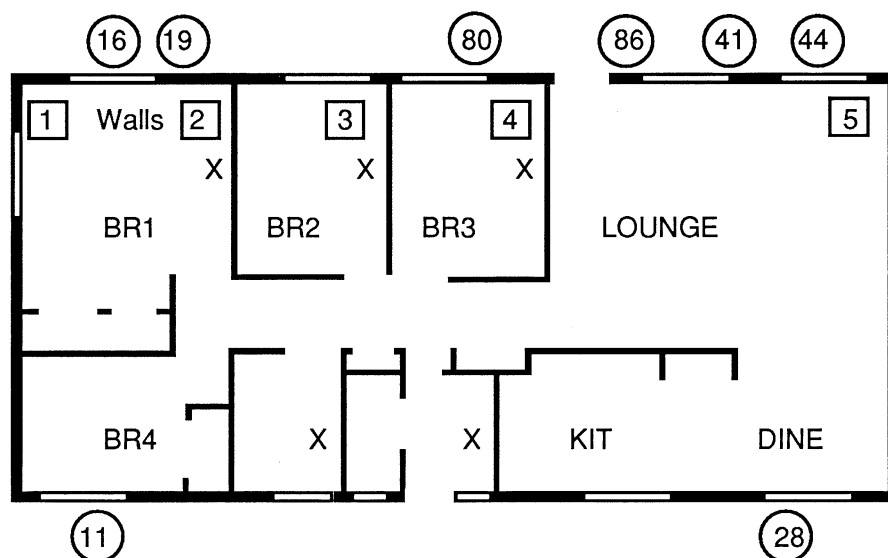 16 19 80 86 41 44
1 Walls 2 3 4 5
X X X
BR1 BR2 BR3 LOUNGE
BR4 X X KIT DINE
11 28